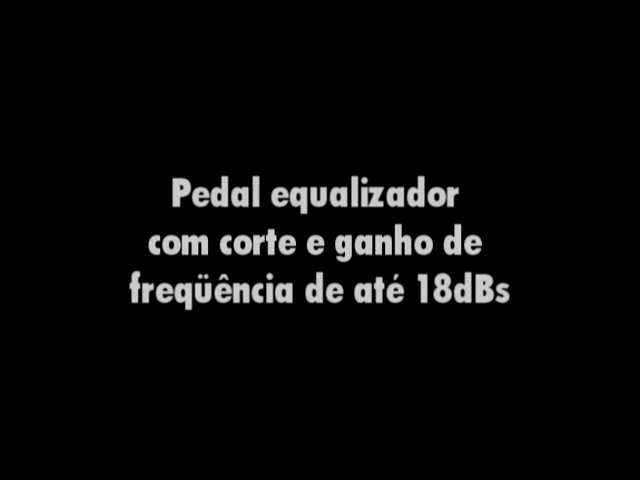 Pedal equalizador
com corte e ganho de
freqüência de até 18dBs